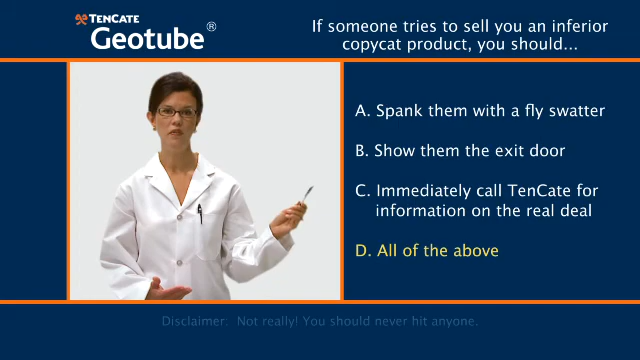 TENCATE
Geotube®
If someone tries to sell you an inferior
copycat product, you should...
A. Spank them with a fly swatter
B. Show them the exit door
C. Immediately call TenCate for
information on the real deal
D. All of the above
Disclaimer: Not really! You should never hit anyone.